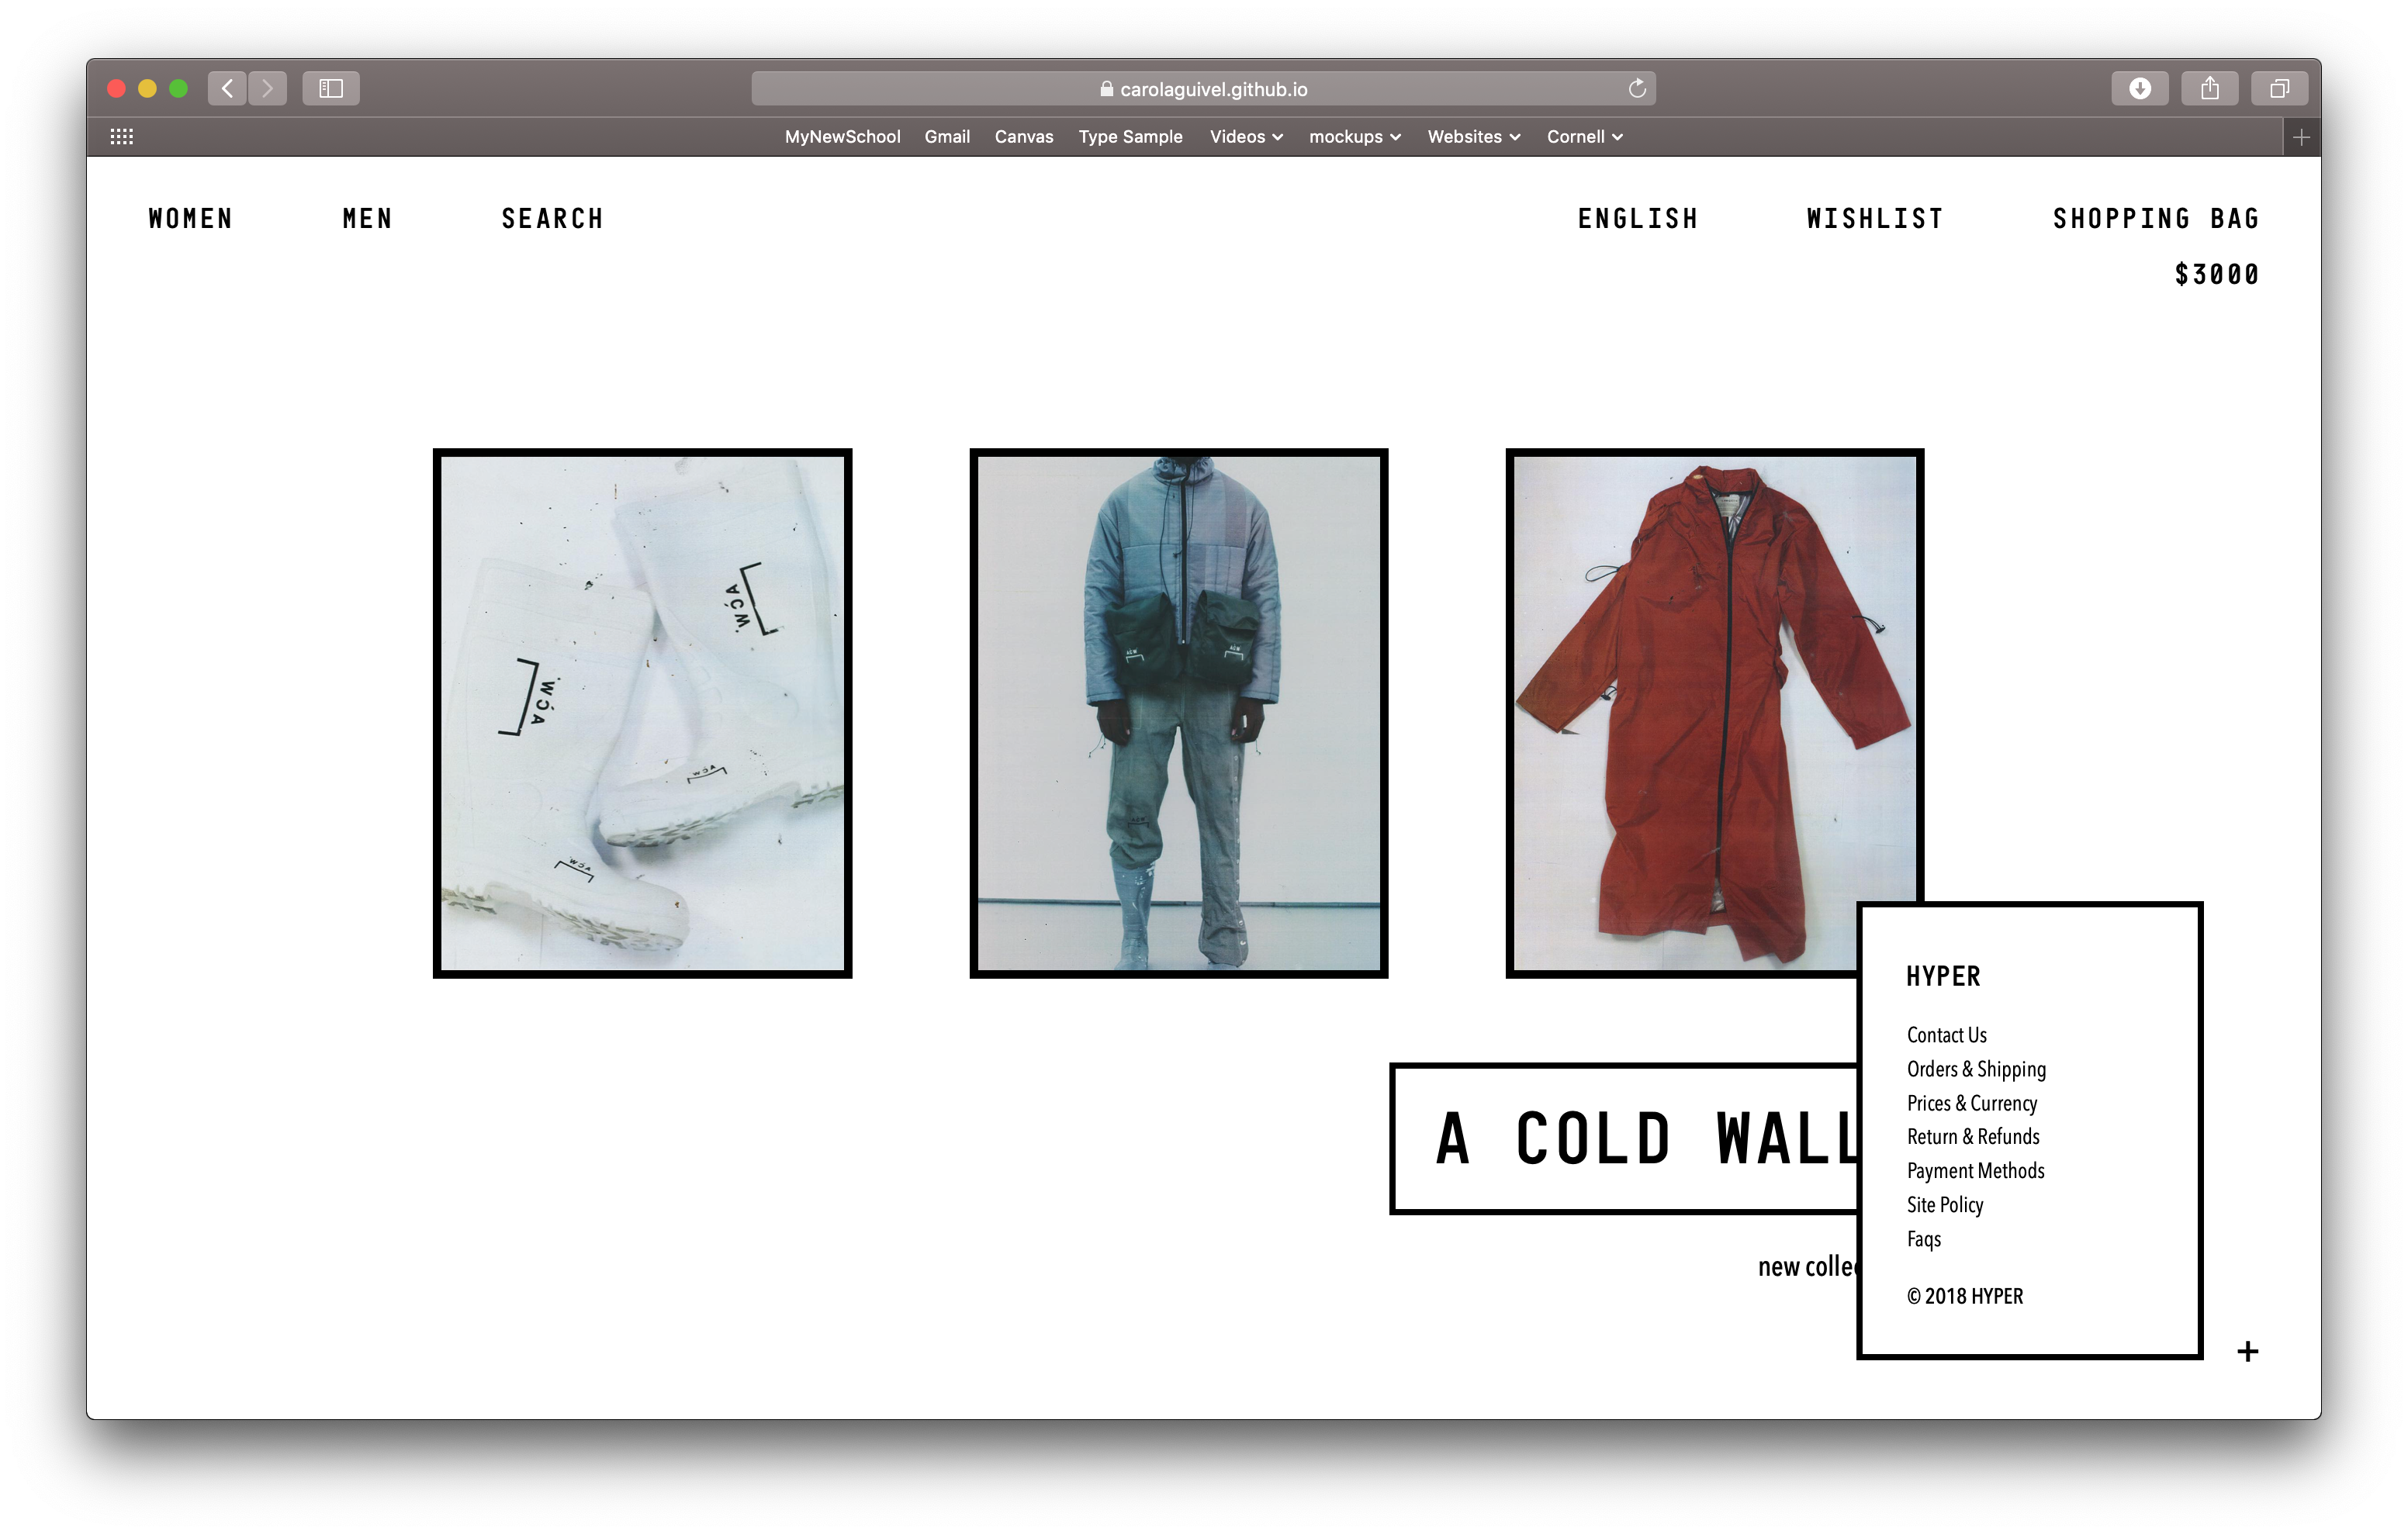 carolaguivel.github.io
MyNewSchool Gmail Canvas Type Sample Videos mockups Websites Cornell
WOMEN MEN SEARCH ENGLISH WISHLIST SHOPPING BAG
$3000
A COLD WALL
new collec
HYPER
Contact Us
Orders & Shipping
Prices & Currency
Return & Refunds
Payment Methods
Site Policy
Faqs
© 2018 HYPER
+